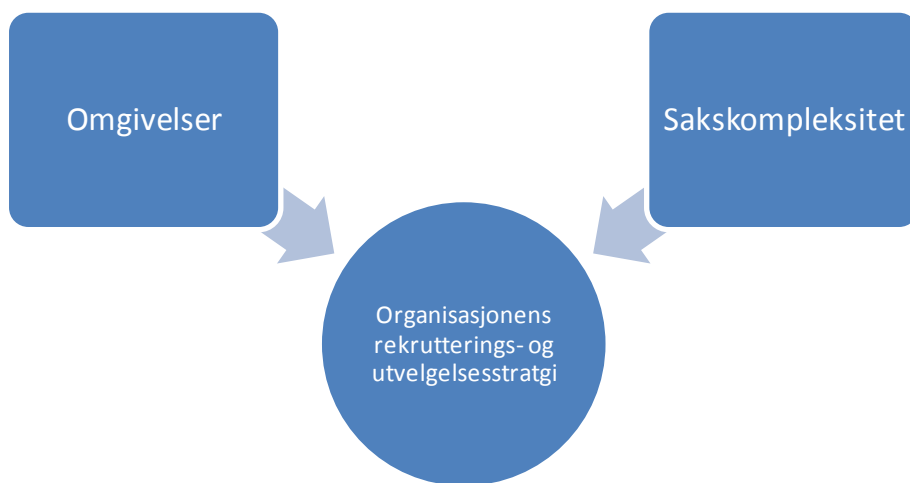 Omgivelser
Sakskompleksitet
Organisasjonens
rekrutterings- og
utvelgelsesstratgi